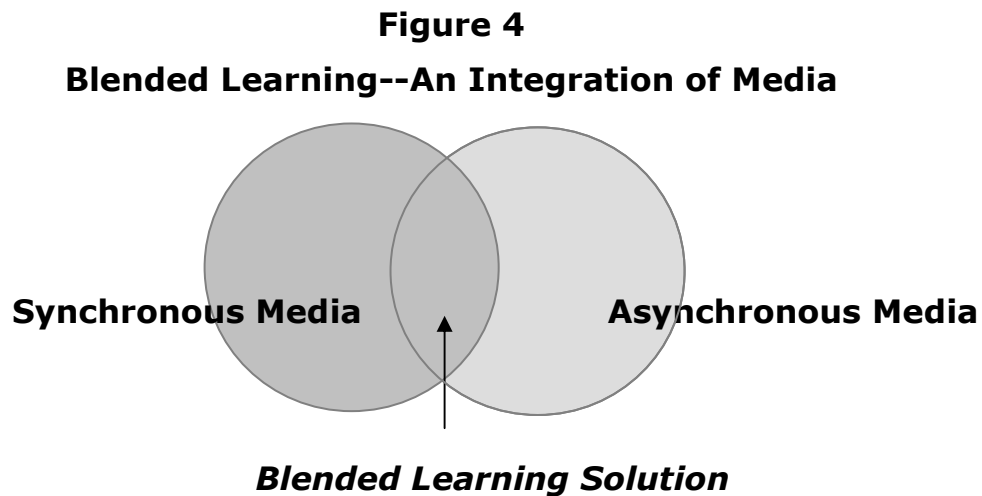 Figure 4
Blended Learning--An Integration of Media
Synchronous Media
Asynchronous Media
Blended Learning Solution